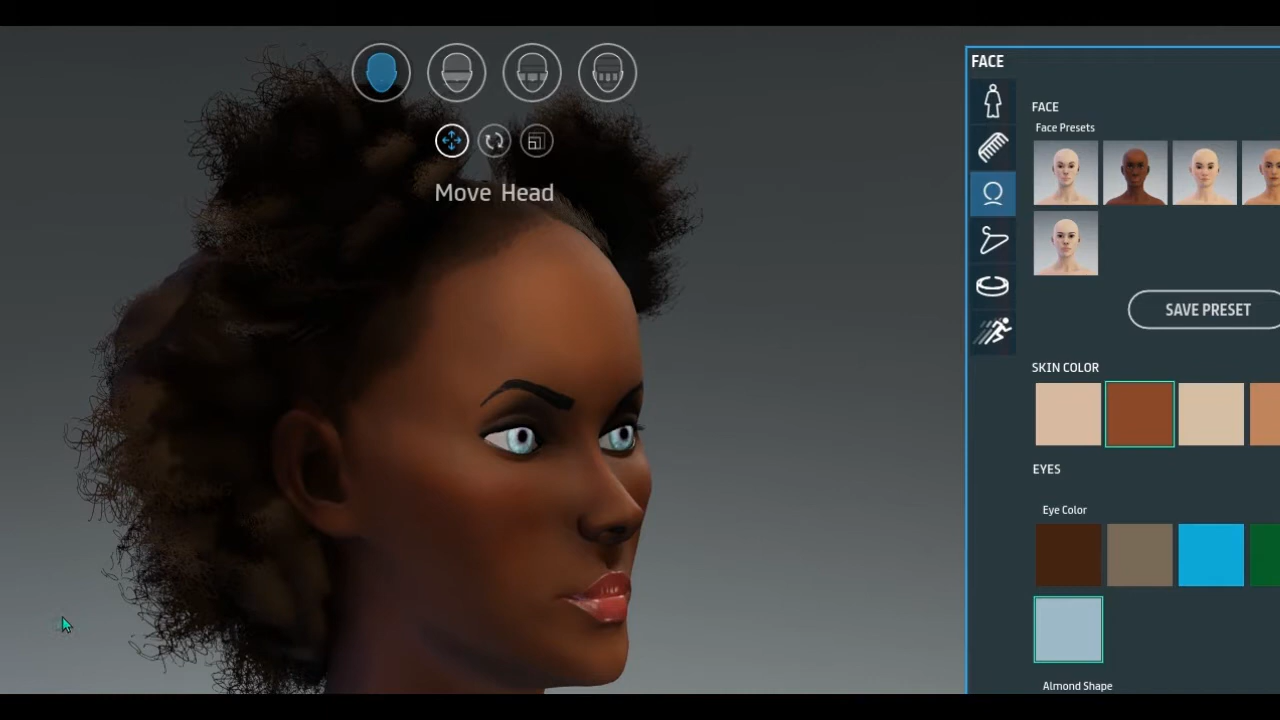 FACE
FACE
Face Presets
Move Head
SAVE PRESET
SKIN COLOR
EYES
Eye Color
Almond Shape